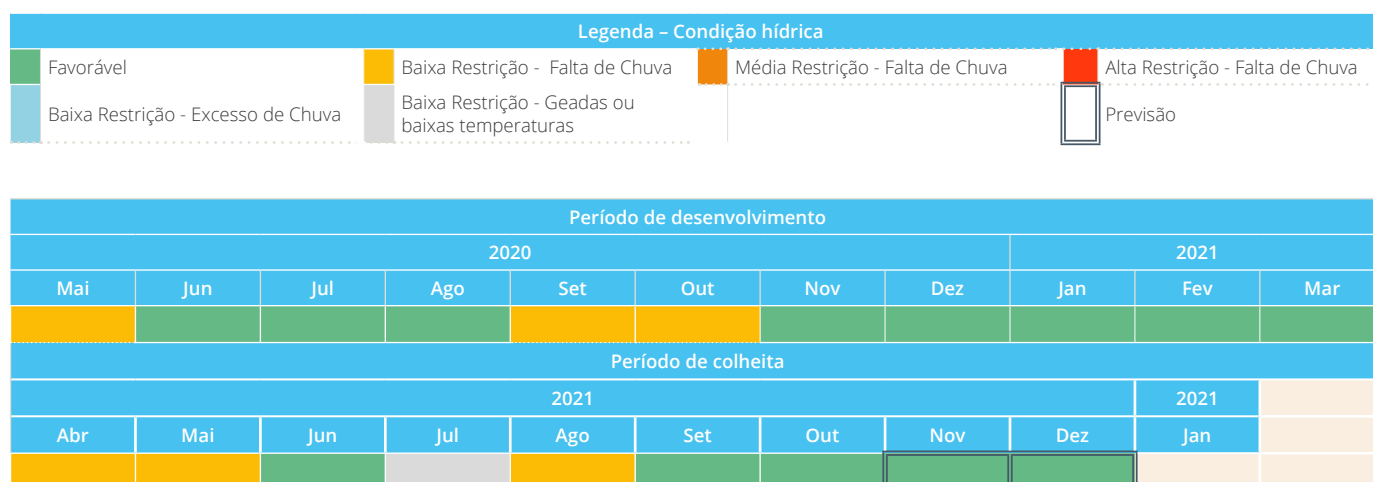 Legenda – Condição hídrica
Favorável
Baixa Restrição - Falta de Chuva
Média Restrição - Falta de Chuva
Alta Restrição - Falta de Chuva
Baixa Restrição - Excesso de Chuva
Baixa Restrição - Geadas ou
baixas temperaturas
Previsão
Período de desenvolvimento
2020 2021
Mai Jun Jul Ago Set Out Nov Dez Jan Fev Mar
Período de colheita
2021 2021
Abr Mai Jun Jul Ago Set Out Nov Dez Jan